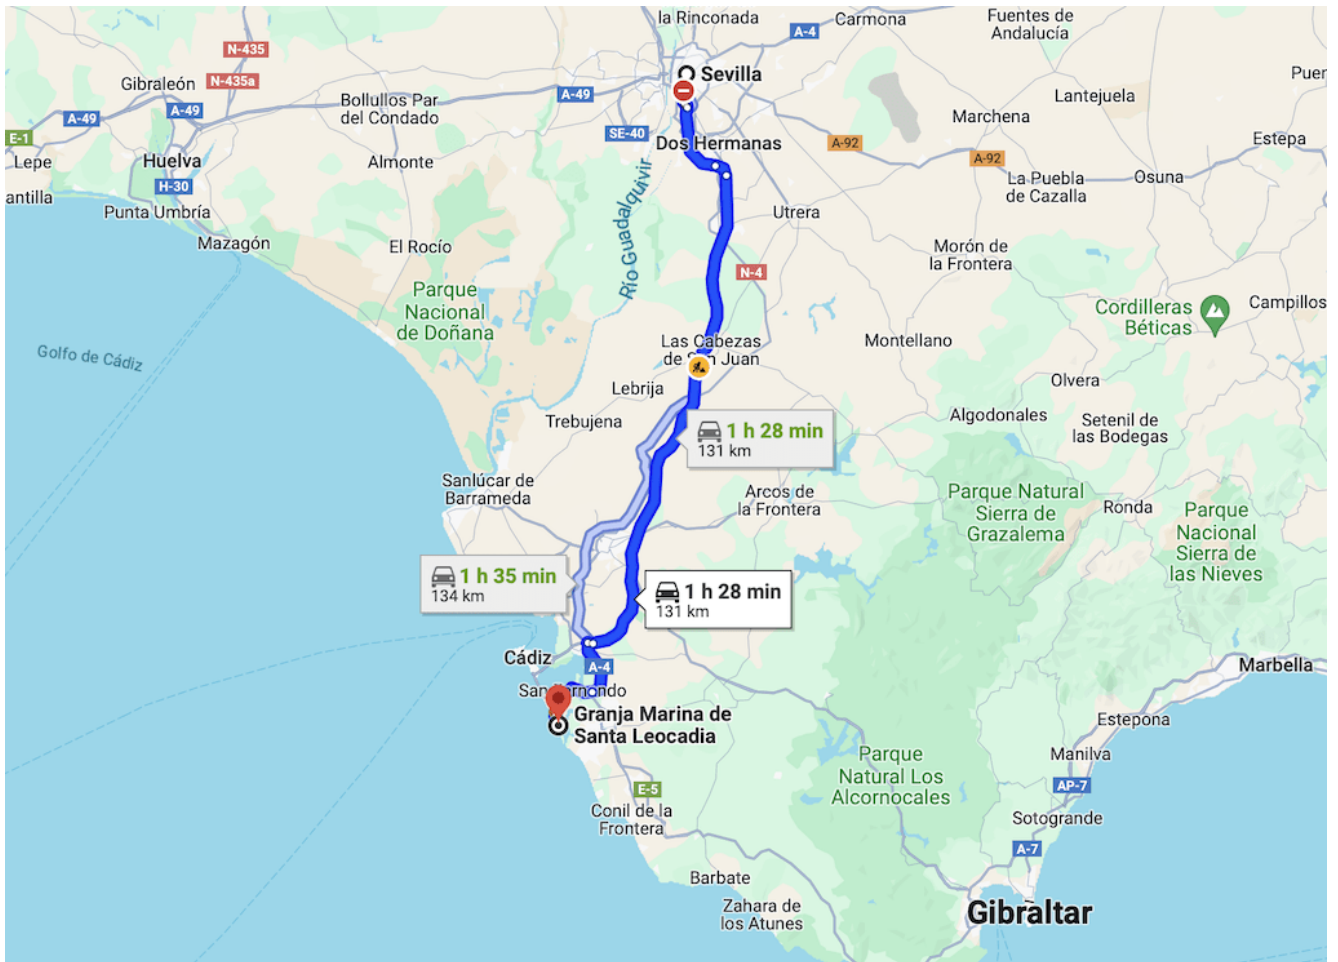 la Rinconada
Carmona
Fuentes de
Andalucía
A-4
N-435
N-435a
Gibraleón
Sevilla
Puer
Bollullos Par
del Condado
A-49
A-49
A-49
Lantejuela
Marchena
E-1
SE-40
Dos Hermanas
A-92
Estepa
Lepe
Huelva
Almonte
A-92
La Puebla
de Cazalla
Osuna
antilla
H-30
Punta Umbría
Utrera
Mazagón
El Rocío
Río Guadalquivir
Morón de
la Frontera
N-4
Parque
Nacional
de Doñana
Cordilleras
Béticas
Campillos
Golfo de Cádiz
Las Cabezas
de San Juan
Montellano
Lebrija
Olvera
Trebujena
Algodonales
Setenil de
las Bodegas
1 h 28 min
131 km
Sanlúcar de
Barrameda
Arcos de
la Frontera
Parque Natural
Sierra de
Grazalema
Ronda
Parque
Nacional
Sierra de
las Nieves
1 h 35 min
134 km
1 h 28 min
131 km
Cádiz
A-4
Marbella
San Fernando
Granja Marina de
Santa Leocadia
Estepona
Parque
Natural Los
Alcornocales
Manilva
E-5
AP-7
Conil de la
Frontera
Sotogrande
A-7
Barbate
Zahara de
los Atunes
Gibraltar